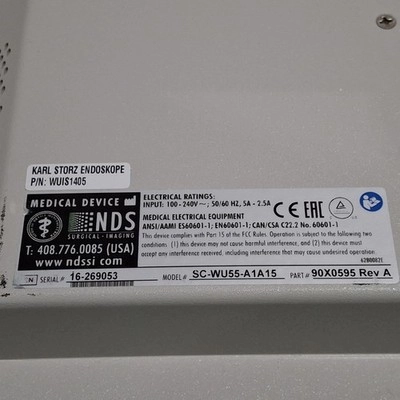 KARL STORZ ENDOSKOPE
P/N: WUIS1405
MEDICAL DEVICE
NDS
SURGICAL-IMAGING
T: 408.776.0085 (USA)
www.ndssi.com
ELECTRICAL RATINGS:
INPUT: 100 - 240V~; 50/60 HZ, 5A - 2.5A
MEDICAL ELECTRICAL EQUIPMENT
ANSI/AAMI ES60601-1; EN60601-1; CAN/CSA C22.2 No. 60601-1
This device complies with Part 15 of the FCC Rules. Operation is subject to the following
two conditions: (1) this device may not cause harmful interference, and (2) this device must
accept any interference received, including interference that may cause undesired operation.
CE EAC
4280002E
N SERIAL# 16-269053 MODEL# SC-WU55-A1A15 PART# 90X0595 Rev A